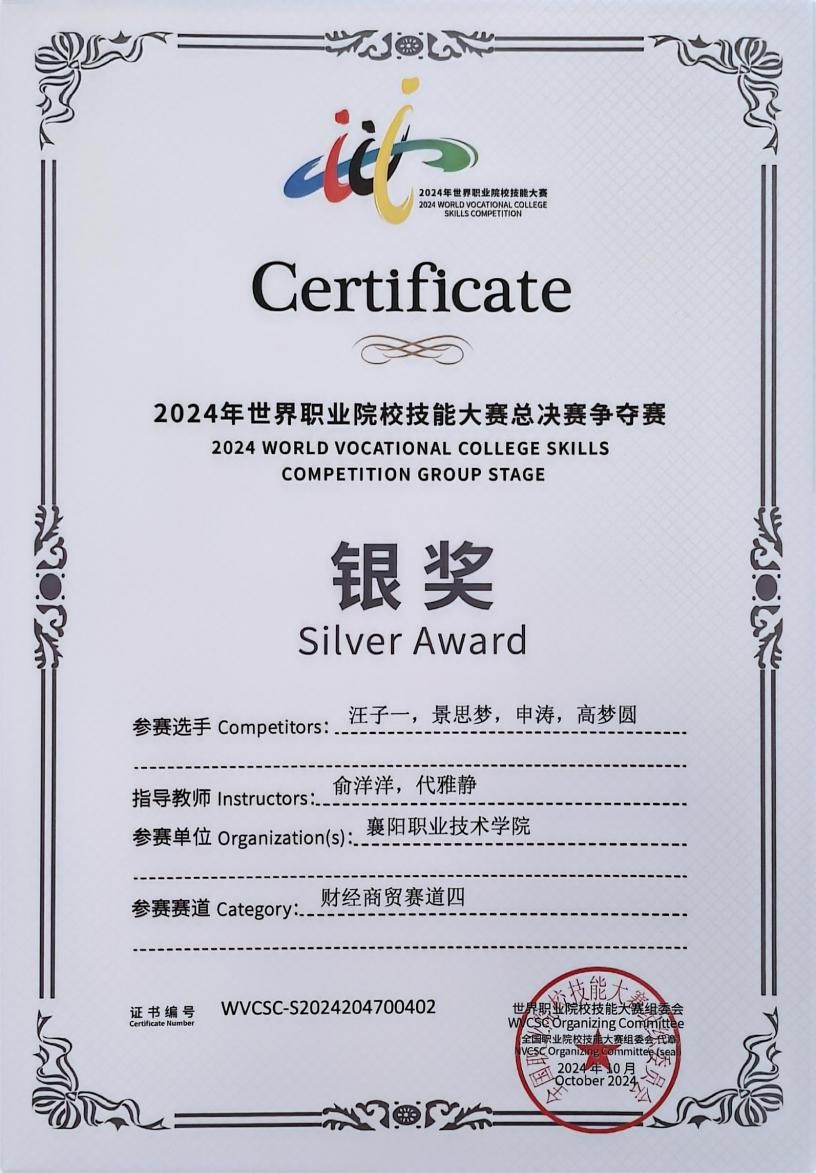 2024年世界职业院校技能大赛
2024 WORLD VOCATIONAL COLLEGE
SKILLS COMPETITION
Certificate
2024年世界职业院校技能大赛总决赛争夺赛
2024 WORLD VOCATIONAL COLLEGE SKILLS
COMPETITION GROUP STAGE
银奖
Silver Award
参赛选手 Competitors: 汪子一，景思梦，申涛，高梦圆
指导教师 Instructors: 俞洋洋，代雅静
参赛单位 Organization(s): 襄阳职业技术学院
参赛赛道 Category: 财经商贸赛道四
证书编号 WVCSC-S2024204700402
Certificate Number
世界职业院校技能大赛组委会
WVCSC Organizing Committee
全国职业院校技能大赛组委会 代章
NVCSC Organizing Committee (seal)
2024 年 10 月
October 2024